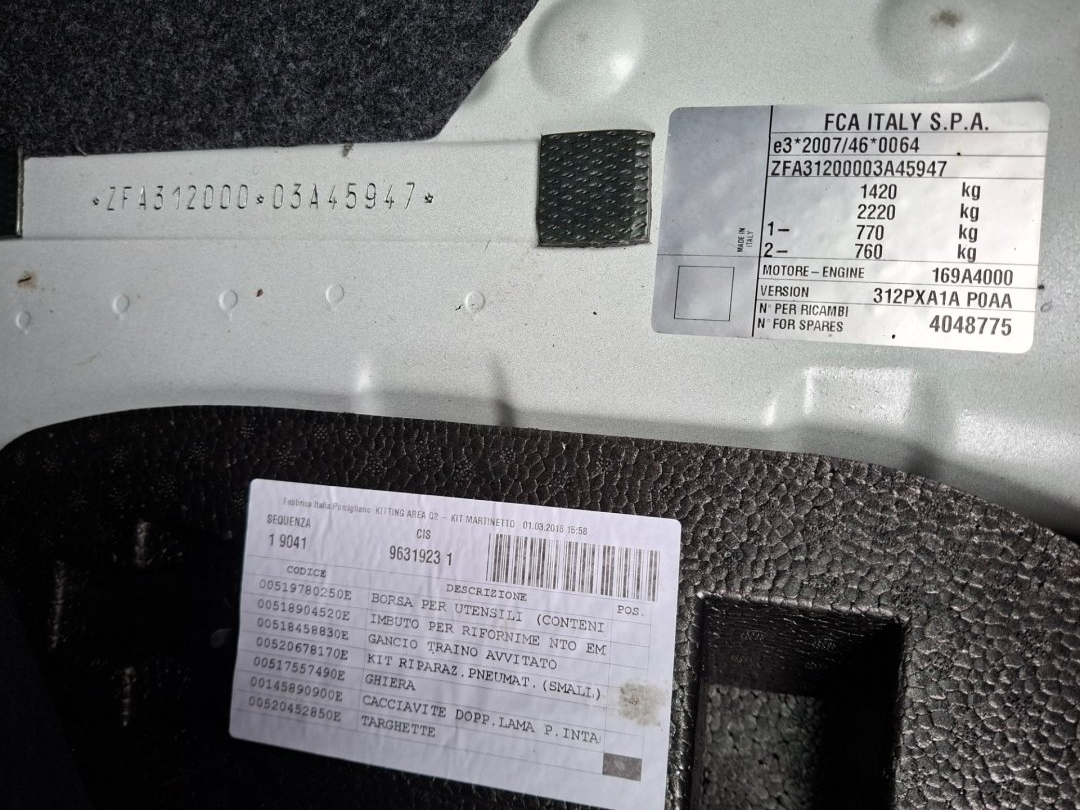 *ZFA312000*03A45947*
FCA ITALY S.P.A.
e3*2007/46*0064
ZFA31200003A45947
1420 kg
2220 kg
1– 770 kg
2– 760 kg
MADE IN
ITALY
MOTORE – ENGINE 169A4000
VERSION 312PXA1A P0AA
N° PER RICAMBI
N° FOR SPARES 4048775
Fabbrica Italia Pomigliano KITTING AREA Q2 – KIT MARTINETTO 01.03.2016 15:58
SEQUENZA CIS
1 9041 9631923 1
CODICE DESCRIZIONE POS.
00519780250E BORSA PER UTENSILI (CONTENI
00518904520E IMBUTO PER RIFORNIME NTO EM
00518458830E GANCIO TRAINO AVVITATO
00520678170E KIT RIPARAZ.PNEUMAT.(SMALL)
00517557490E GHIERA
00145890900E CACCIAVITE DOPP.LAMA P.INTA
00520452850E TARGHETTE